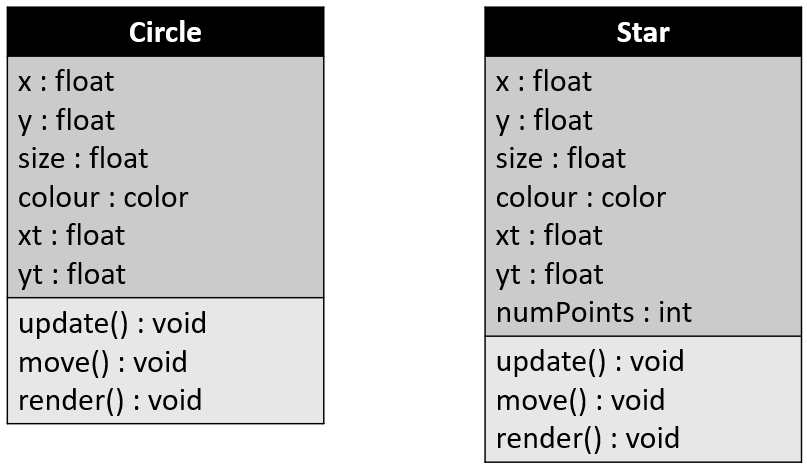 Circle
x : float
y : float
size : float
colour : color
xt : float
yt : float
update() : void
move() : void
render() : void
Star
x : float
y : float
size : float
colour : color
xt : float
yt : float
numPoints : int
update() : void
move() : void
render() : void